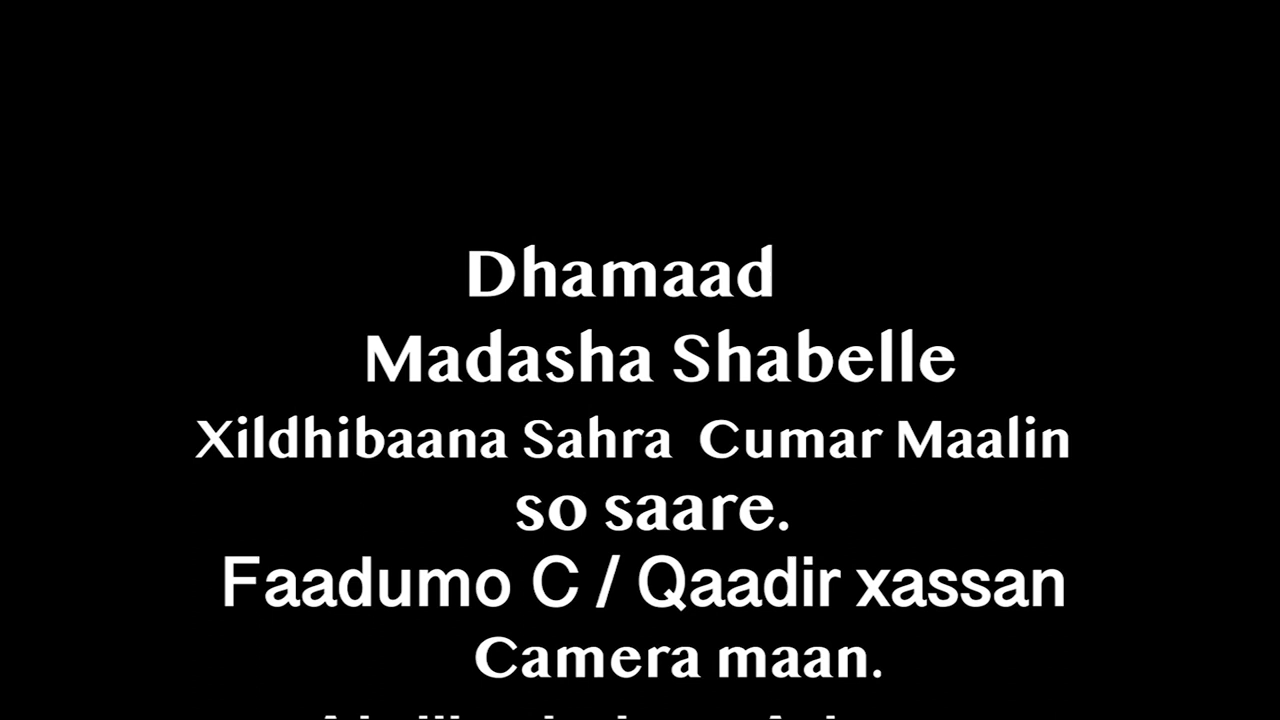 Dhamaad
Madasha Shabelle
Xildhibaana Sahra Cumar Maalin
so saare.
Faadumo C / Qaadir xassan
Camera maan.